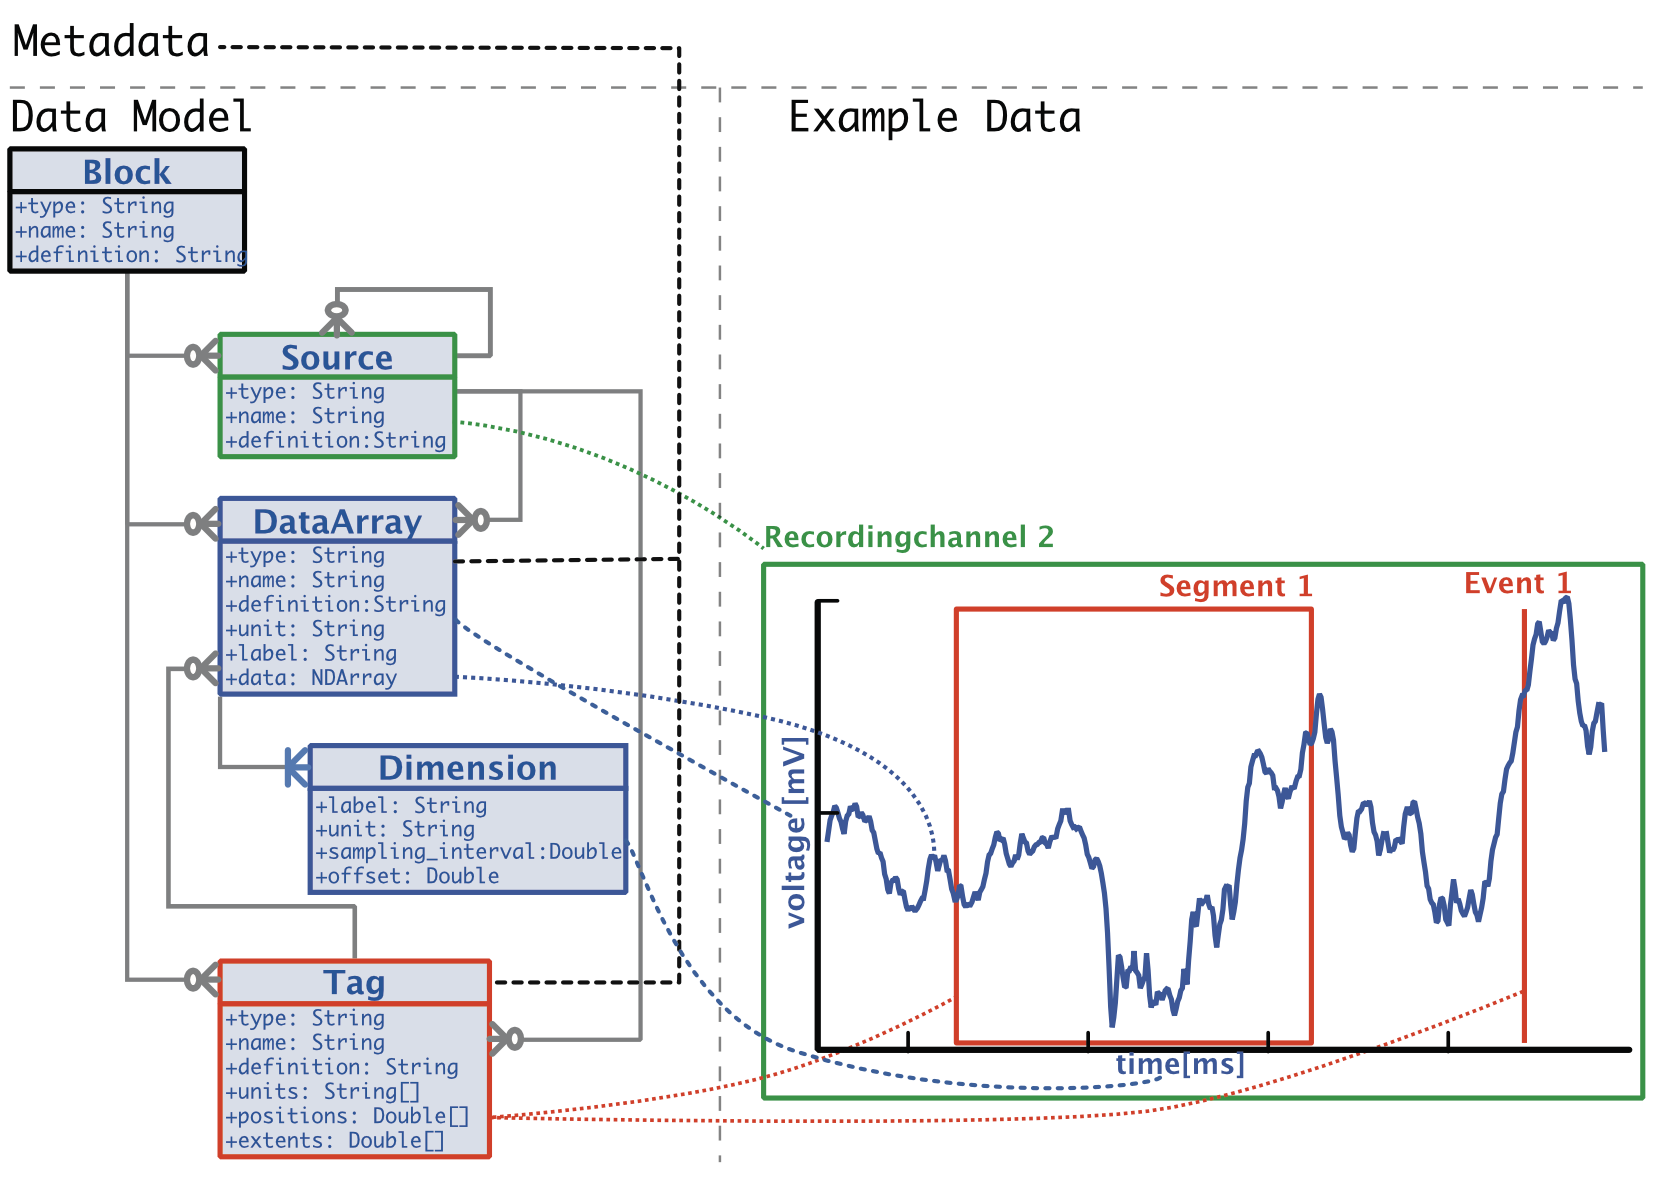 Metadata
Data Model
Example Data
Block
+type: String
+name: String
+definition: String
Source
+type: String
+name: String
+definition:String
DataArray
+type: String
+name: String
+definition:String
+unit: String
+label: String
+data: NDArray
Dimension
+label: String
+unit: String
+sampling_interval:Double
+offset: Double
Tag
+type: String
+name: String
+definition: String
+units: String[]
+positions: Double[]
+extents: Double[]
Recordingchannel 2
Segment 1
Event 1
voltage [mV]
time[ms]